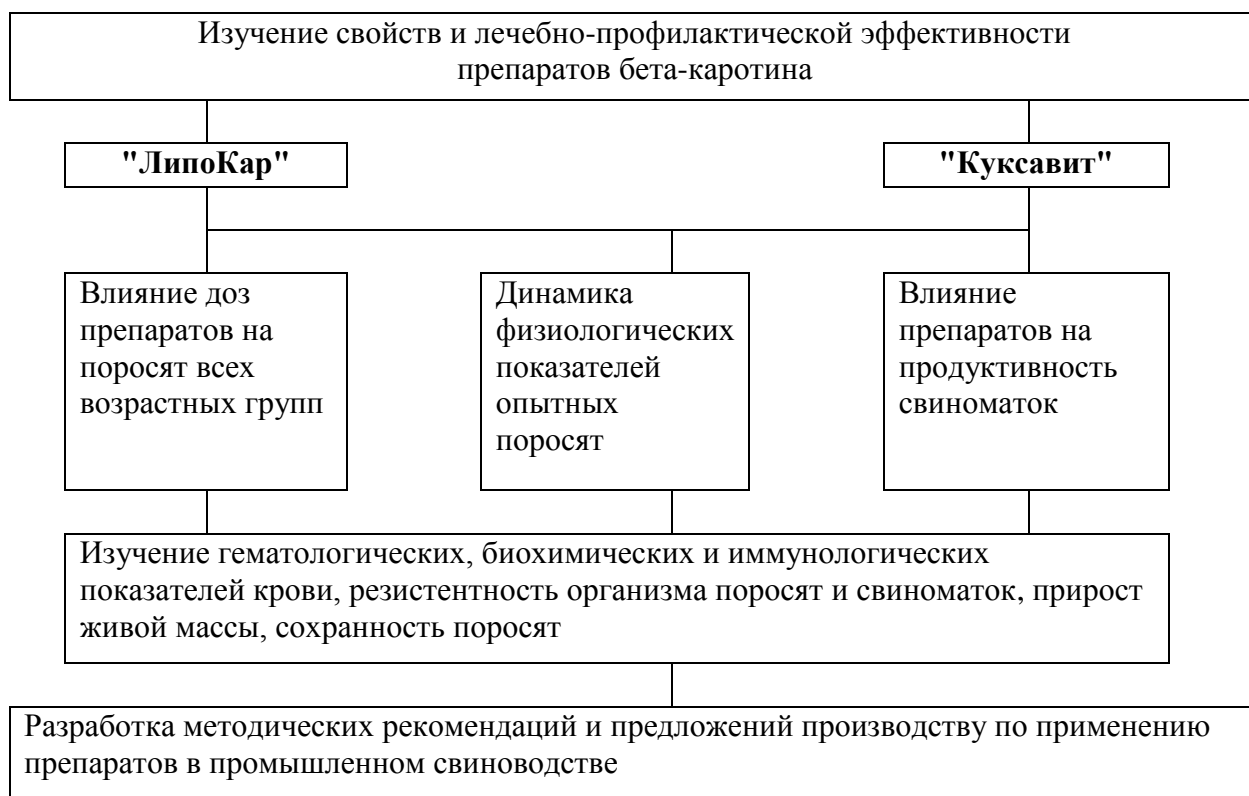 Изучение свойств и лечебно-профилактической эффективности
препаратов бета-каротина
"ЛипоКар"
"Куксавит"
Влияние доз
препаратов на
поросят всех
возрастных групп
Динамика
физиологических
показателей
опытных
поросят
Влияние
препаратов на
продуктивность
свиноматок
Изучение гематологических, биохимических и иммунологических
показателей крови, резистентность организма поросят и свиноматок, прирост
живой массы, сохранность поросят
Разработка методических рекомендаций и предложений производству по применению
препаратов в промышленном свиноводстве